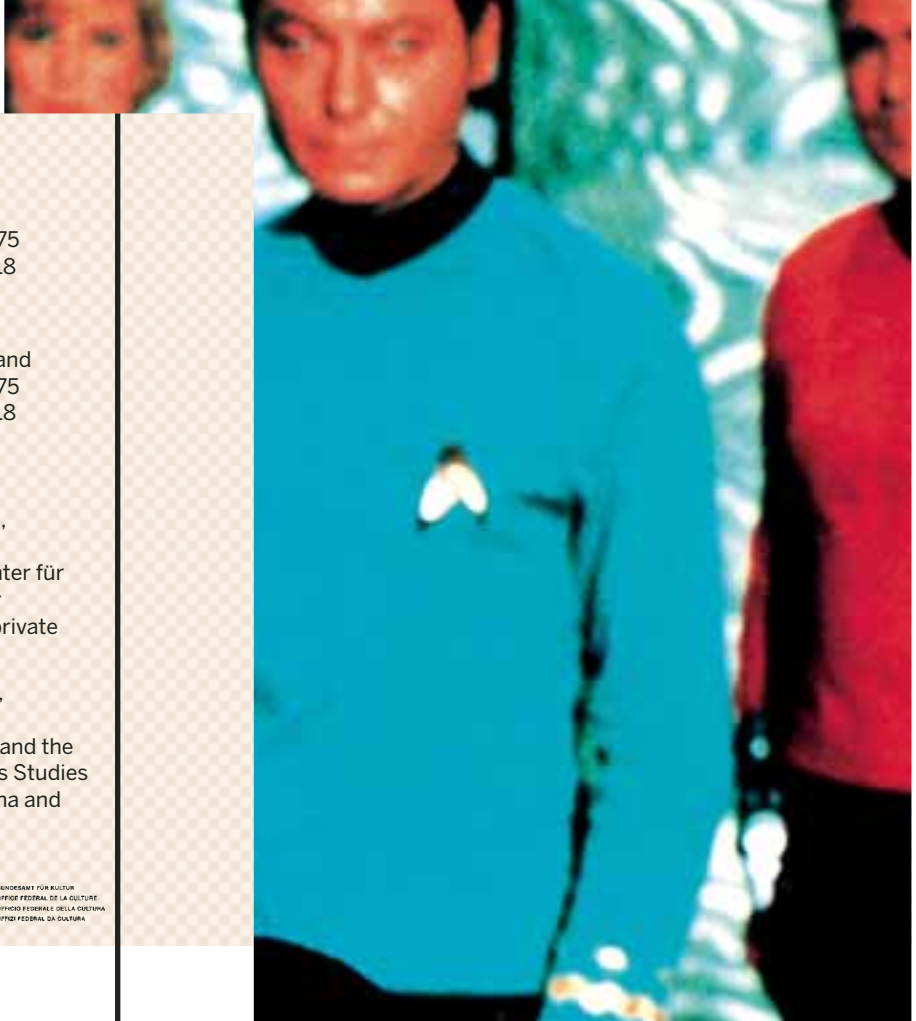 75
18
and
75
18
,
ter für
private
,
and the
s Studies
na and
BUNDESAMT FÜR KULTUR
OFFICE FÉDÉRAL DE LA CULTURE
UFFICIO FEDERALE DELLA CULTURA
UFFIZI FEDERAL DA CULTURA